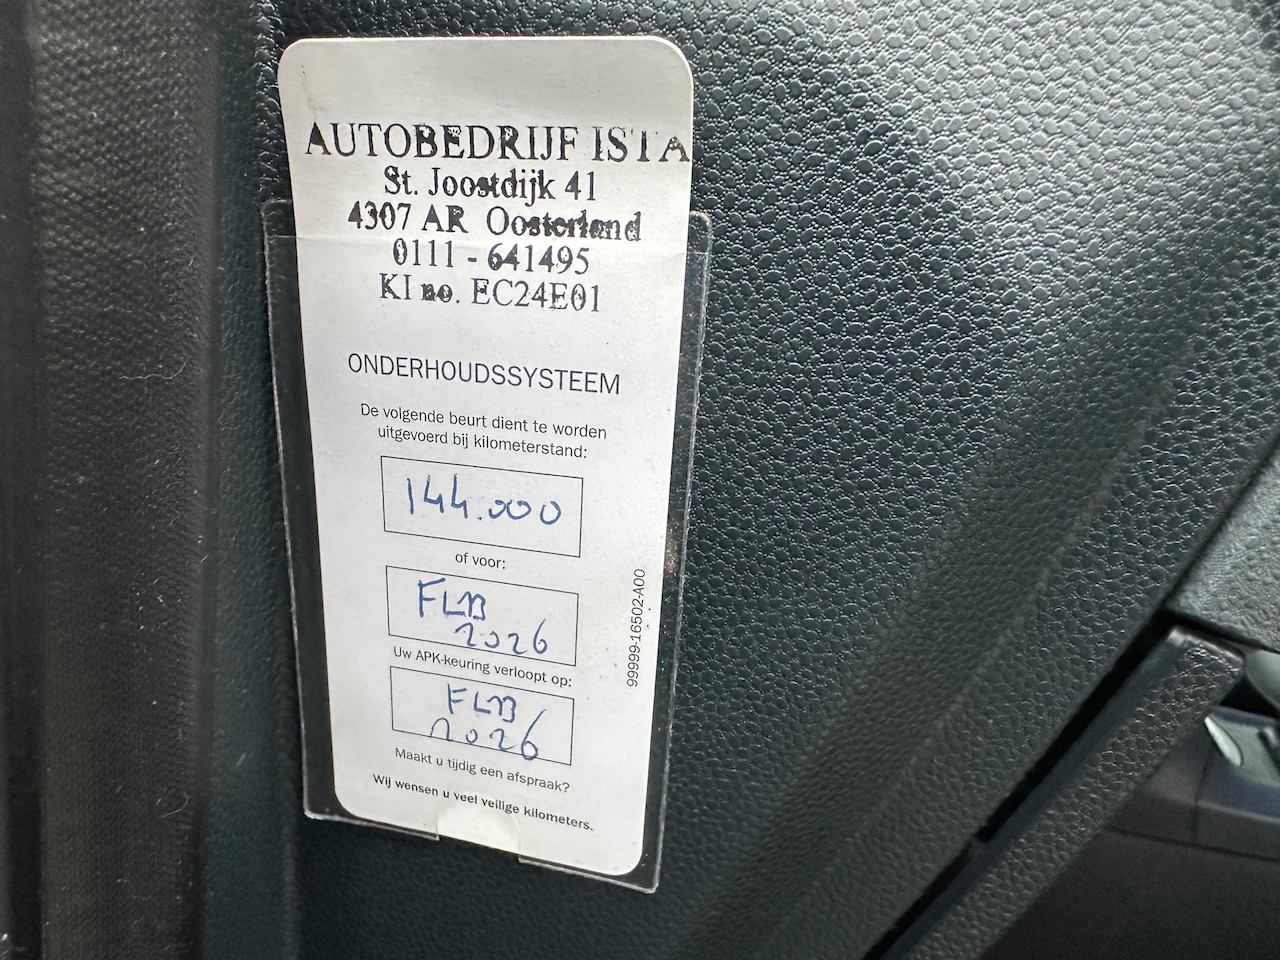 AUTOBEDRIJF ISTA
St. Joostdijk 41
4307 AR Oosterland
0111 - 641495
KI no. EC24E01
ONDERHOUDSSYSTEEM
De volgende beurt dient te worden
uitgevoerd bij kilometerstand:
144.000
of voor:
FEB
2026
Uw APK-keuring verloopt op:
FEB
2026
Maakt u tijdig een afspraak?
Wij wensen u veel veilige kilometers.
99999-16502-A00